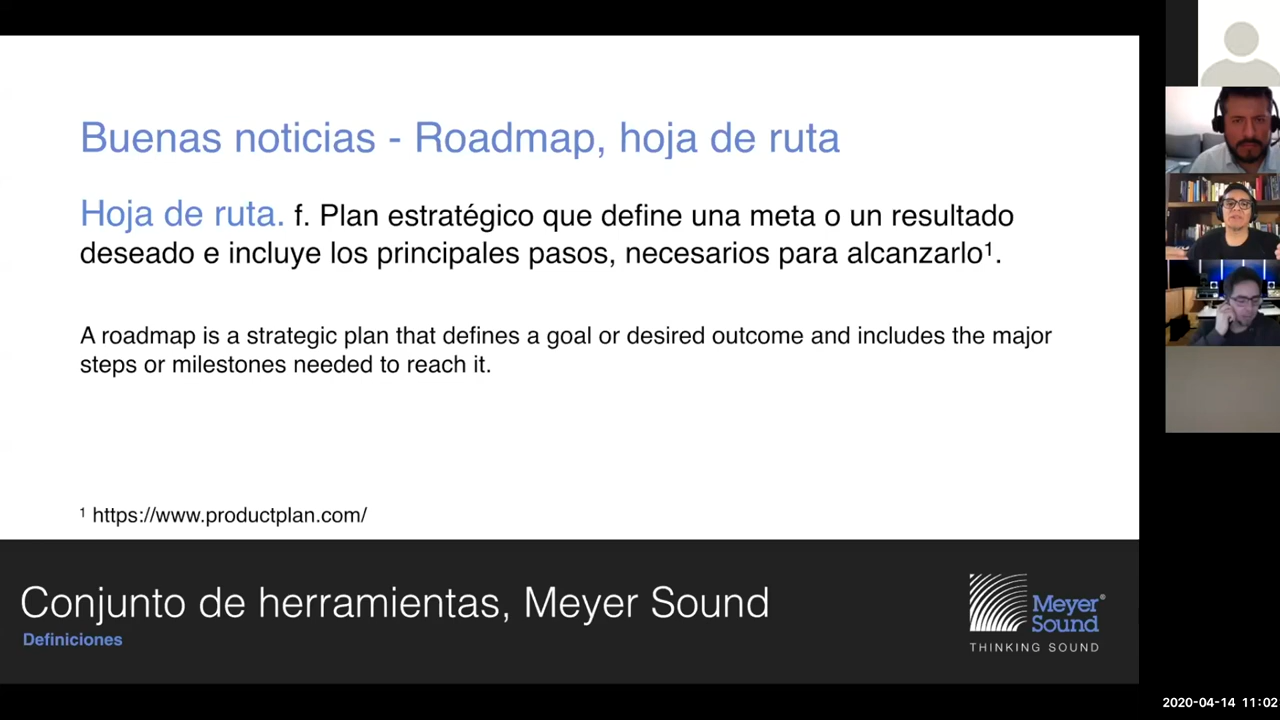 Buenas noticias - Roadmap, hoja de ruta
Hoja de ruta. f. Plan estratégico que define una meta o un resultado
deseado e incluye los principales pasos, necesarios para alcanzarlo¹.
A roadmap is a strategic plan that defines a goal or desired outcome and includes the major
steps or milestones needed to reach it.
¹ https://www.productplan.com/
Conjunto de herramientas, Meyer Sound
Definiciones
Meyer®
Sound
THINKING SOUND
2020-04-14 11:02